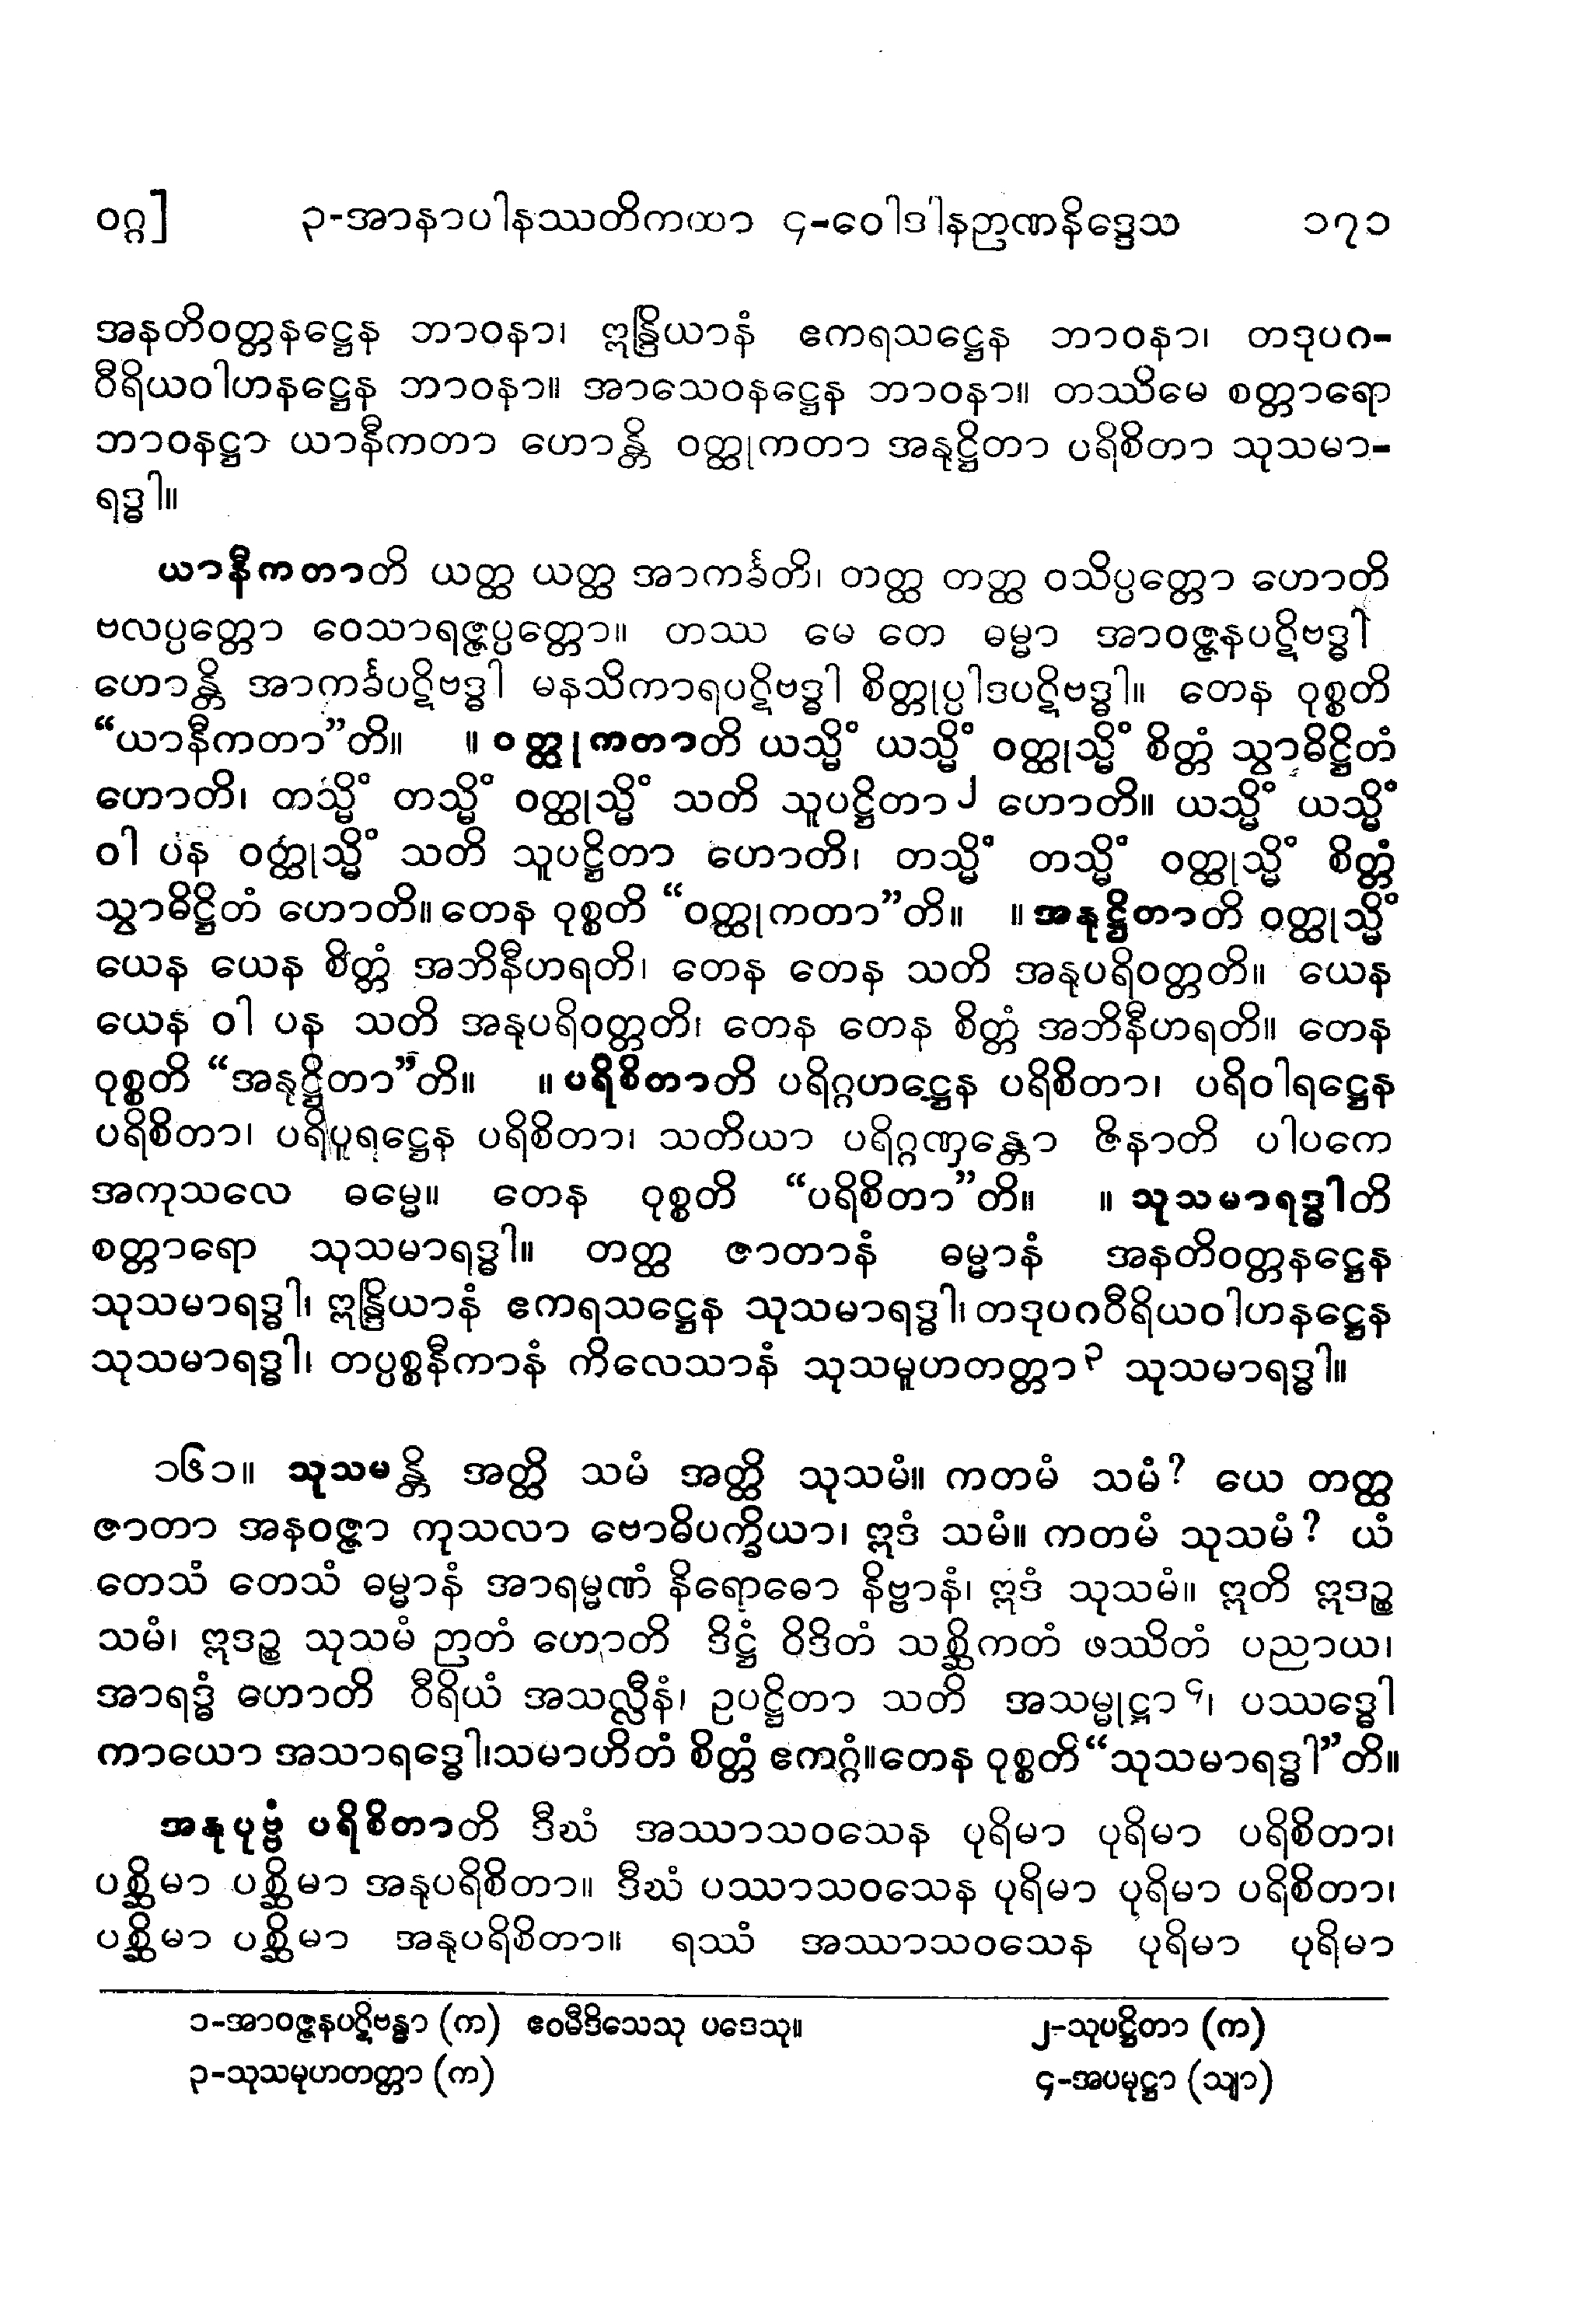 ဝဂ္ဂ] ၃-အာနာပါနဿတိကထာ ၄-ဝေါဒါနဉာဏနိဒ္ဒေသ ၁၇၁
အနတိဝတ္တနဋ္ဌေန ဘာဝနာ၊ ဣန္ဒြိယာနံ ဧကရသဋ္ဌေန ဘာဝနာ၊ တဒုပဂ-
ဝီရိယဝါဟနဋ္ဌေန ဘာဝနာ။ အာသေဝနဋ္ဌေန ဘာဝနာ။ တဿိမေ စတ္တာရော
ဘာဝနဋ္ဌာ ယာနီကတာ ဟောန္တိ ဝတ္ထုကတာ အနုဋ္ဌိတာ ပရိစိတာ သုသမာ-
ရဒ္ဓါ။
ယာနီကတာတိ ယတ္ထ ယတ္ထ အာကင်္ခတိ၊ တတ္ထ တတ္ထ ဝသိပ္ပတ္တော ဟောတိ
ဗလပ္ပတ္တော ဝေသာရဇ္ဇပ္ပတ္တော။ တဿ မေ တေ ဓမ္မာ အာဝဇ္ဇနပဋိဗဒ္ဓါ
ဟောန္တိ အာကင်္ခပဋိဗဒ္ဓါ မနသိကာရပဋိဗဒ္ဓါ စိတ္တုပ္ပါဒပဋိဗဒ္ဓါ။ တေန ဝုစ္စတိ
“ယာနီကတာ”တိ။ ။ ဝတ္ထုကတာတိ ယသ္မိံ ယသ္မိံ ဝတ္ထုသ္မိံ စိတ္တံ သွာဓိဋ္ဌိတံ
ဟောတိ၊ တသ္မိံ တသ္မိံ ဝတ္ထုသ္မိံ သတိ သူပဋ္ဌိတာ၂ ဟောတိ။ ယသ္မိံ ယသ္မိံ
ဝါ ပန ဝတ္ထုသ္မိံ သတိ သူပဋ္ဌိတာ ဟောတိ၊ တသ္မိံ တသ္မိံ ဝတ္ထုသ္မိံ စိတ္တံ
သွာဓိဋ္ဌိတံ ဟောတိ။ တေန ဝုစ္စတိ “ဝတ္ထုကတာ”တိ။ ။ အနုဋ္ဌိတာတိ ဝတ္ထုသ္မိံ
ယေန ယေန စိတ္တံ အဘိနီဟရတိ၊ တေန တေန သတိ အနုပရိဝတ္တတိ။ ယေန
ယေန ဝါ ပန သတိ အနုပရိဝတ္တတိ၊ တေန တေန စိတ္တံ အဘိနီဟရတိ။ တေန
ဝုစ္စတိ “အနုဋ္ဌိတာ”တိ။ ။ ပရိစိတာတိ ပရိဂ္ဂဟဋ္ဌေန ပရိစိတာ၊ ပရိဝါရဋ္ဌေန
ပရိစိတာ၊ ပရိပူရဋ္ဌေန ပရိစိတာ၊ သတိယာ ပရိဂ္ဂဏှန္တော ဇိနာတိ ပါပကေ
အကုသလေ ဓမ္မေ။ တေန ဝုစ္စတိ “ပရိစိတာ”တိ။ ။ သုသမာရဒ္ဓါတိ
စတ္တာရော သုသမာရဒ္ဓါ။ တတ္ထ ဇာတာနံ ဓမ္မာနံ အနတိဝတ္တနဋ္ဌေန
သုသမာရဒ္ဓါ၊ ဣန္ဒြိယာနံ ဧကရသဋ္ဌေန သုသမာရဒ္ဓါ၊ တဒုပဂဝီရိယဝါဟနဋ္ဌေန
သုသမာရဒ္ဓါ၊ တပ္ပစ္စနီကာနံ ကိလေသာနံ သုသမူဟတတ္တာ၃ သုသမာရဒ္ဓါ။
၁၆၁။ သုသမန္တိ အတ္ထိ သမံ အတ္ထိ သုသမံ။ ကတမံ သမံ? ယေ တတ္ထ
ဇာတာ အနဝဇ္ဇာ ကုသလာ ဗောဓိပက္ခိယာ၊ ဣဒံ သမံ။ ကတမံ သုသမံ? ယံ
တေသံ တေသံ ဓမ္မာနံ အာရမ္မဏံ နိရောဓော နိဗ္ဗာနံ၊ ဣဒံ သုသမံ။ ဣတိ ဣဒဉ္စ
သမံ၊ ဣဒဉ္စ သုသမံ ဉာတံ ဟောတိ ဒိဋ္ဌံ ဝိဒိတံ သစ္ဆိကတံ ဖဿိတံ ပညာယ၊
အာရဒ္ဓံ ဟောတိ ဝီရိယံ အသလ္လီနံ၊ ဥပဋ္ဌိတာ သတိ အသမ္မုဋ္ဌာ၄၊ ပဿဒ္ဓေါ
ကာယော အသာရဒ္ဓေါ၊သမာဟိတံ စိတ္တံ ဧကဂ္ဂံ။တေန ဝုစ္စတိ“သုသမာရဒ္ဓါ”တိ။
အနုပုဗ္ဗံ ပရိစိတာတိ ဒီဃံ အဿာသဝသေန ပုရိမာ ပုရိမာ ပရိစိတာ၊
ပစ္ဆိမာ ပစ္ဆိမာ အနုပရိစိတာ။ ဒီဃံ ပဿာသဝသေန ပုရိမာ ပုရိမာ ပရိစိတာ၊
ပစ္ဆိမာ ပစ္ဆိမာ အနုပရိစိတာ။ ရဿံ အဿာသဝသေန ပုရိမာ ပုရိမာ
၁-အာဝဇ္ဇနပဋိဗန္ဓာ (က) ဧဝမီဒိသေသု ပဒေသု။ ၂-သုပဋ္ဌိတာ (က)
၃-သုသမုဟတတ္တာ (က) ၄-အပမုဋ္ဌာ (သျာ)